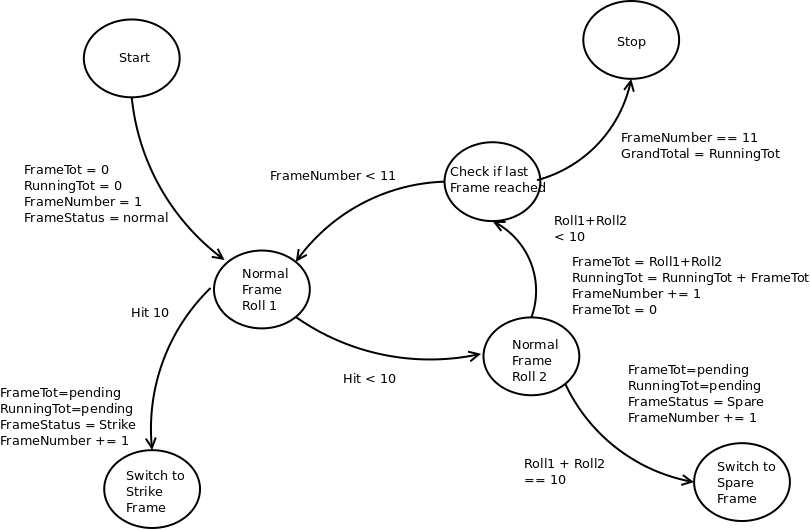 Start
Stop
FrameNumber == 11
GrandTotal = RunningTot
FrameTot = 0
RunningTot = 0
FrameNumber = 1
FrameStatus = normal
FrameNumber < 11
Check if last
Frame reached
Roll1+Roll2
< 10
FrameTot = Roll1+Roll2
RunningTot = RunningTot + FrameTot
FrameNumber += 1
FrameTot = 0
Normal
Frame
Roll 1
Hit 10
Hit < 10
Normal
Frame
Roll 2
FrameTot=pending
RunningTot=pending
FrameStatus = Strike
FrameNumber += 1
FrameTot=pending
RunningTot=pending
FrameStatus = Spare
FrameNumber += 1
Roll1 + Roll2
== 10
Switch to
Strike
Frame
Switch to
Spare
Frame